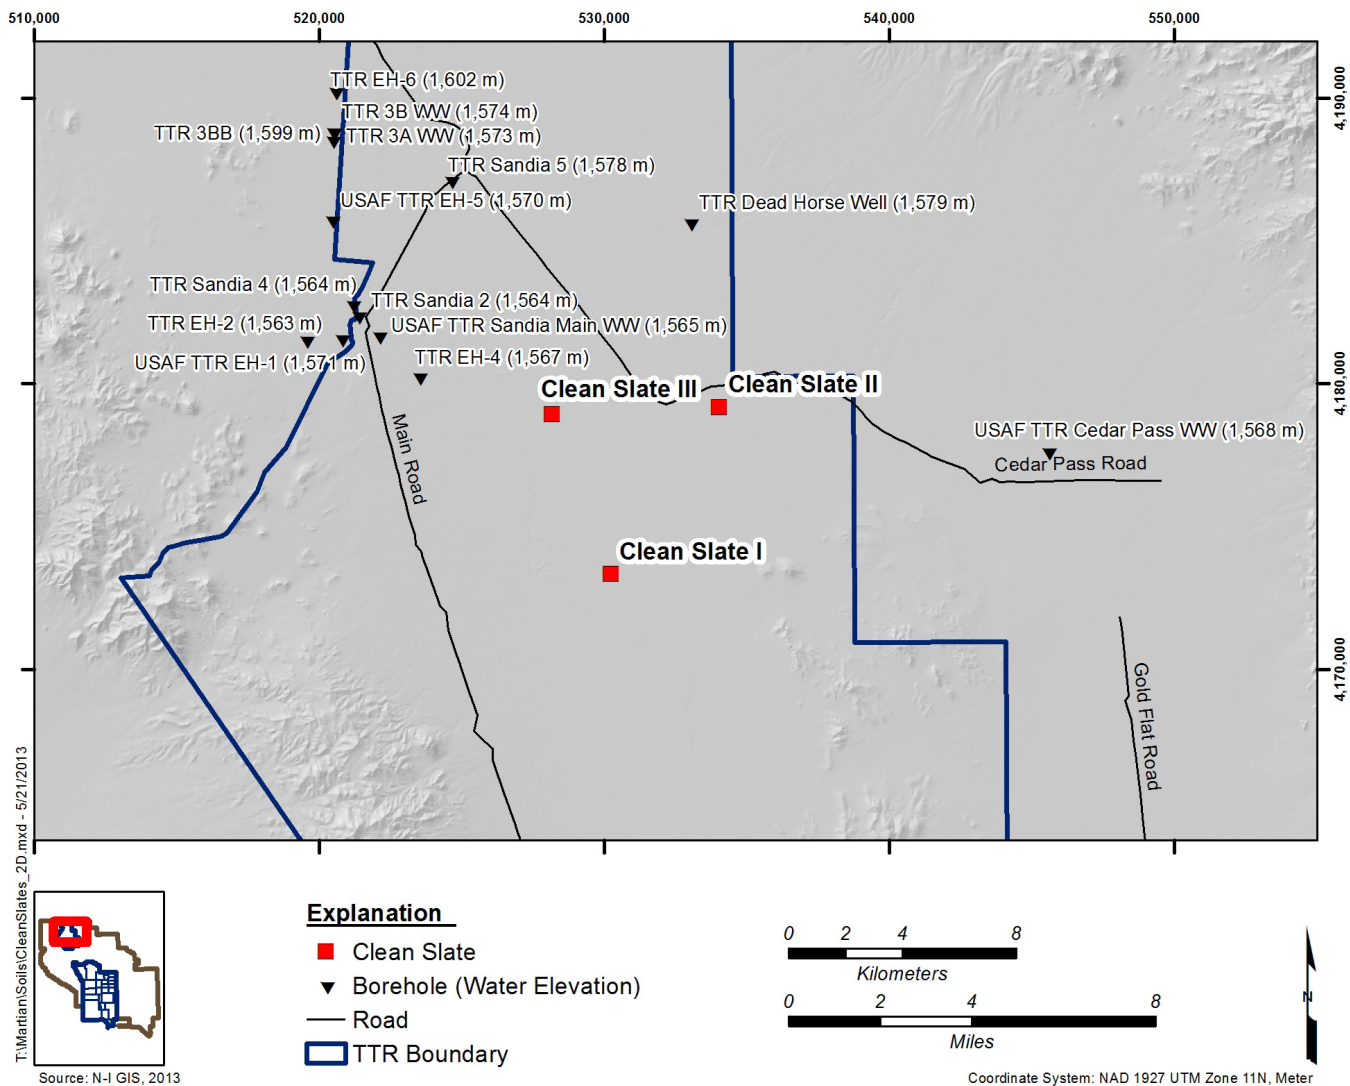 510,000
520,000
530,000
540,000
550,000
TTR EH-6 (1,602 m)
TTR 3B WW (1,574 m)
TTR 3BB (1,599 m)
TTR 3A WW (1,573 m)
TTR Sandia 5 (1,578 m)
USAF TTR EH-5 (1,570 m)
TTR Dead Horse Well (1,579 m)
TTR Sandia 4 (1,564 m)
TTR Sandia 2 (1,564 m)
TTR EH-2 (1,563 m)
USAF TTR Sandia Main WW (1,565 m)
USAF TTR EH-1 (1,571 m)
TTR EH-4 (1,567 m)
Clean Slate III
Clean Slate II
USAF TTR Cedar Pass WW (1,568 m)
Cedar Pass Road
Main Road
Clean Slate I
Gold Flat Road
4,190,000
4,180,000
4,170,000
T:\Martian\Soils\CleanSlates_2D.mxd - 5/21/2013
Explanation
Clean Slate
Borehole (Water Elevation)
Road
TTR Boundary
0 2 4 8
Kilometers
0 2 4 8
Miles
N
Source: N-I GIS, 2013
Coordinate System: NAD 1927 UTM Zone 11N, Meter